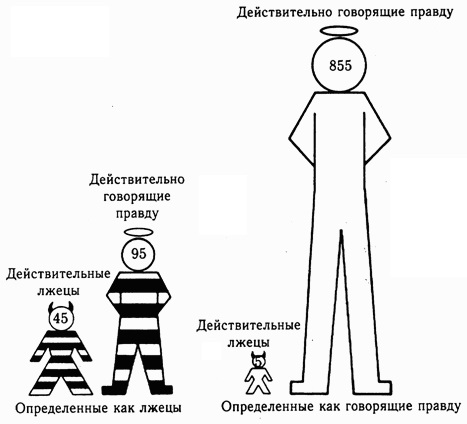 Действительно говорящие правду
855
Действительно
говорящие
правду
95
Действительные
лжецы
45
Определенные как лжецы
Действительные
лжецы
5
Определенные как говорящие правду